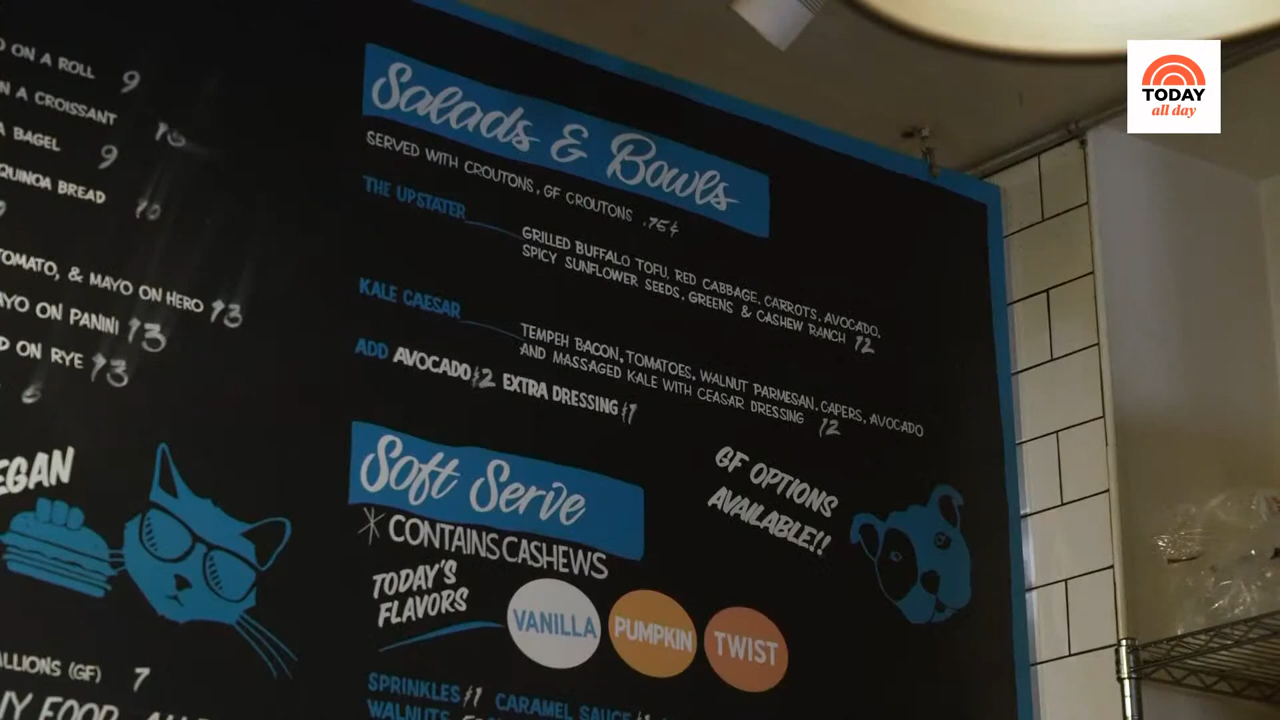 ON A ROLL 9
N A CROISSANT 10
A BAGEL 9
QUINOA BREAD 10
TOMATO, & MAYO ON HERO 13
AYO ON PANINI 13
D ON RYE 13
6
EGAN
ALLIONS (GF) 7
Salads & Bowls
SERVED WITH CROUTONS, GF CROUTONS .75¢
THE UPSTATER
GRILLED BUFFALO TOFU, RED CABBAGE, CARROTS, AVOCADO,
SPICY SUNFLOWER SEEDS, GREENS & CASHEW RANCH 12
KALE CAESAR
TEMPEH BACON, TOMATOES, WALNUT PARMESAN, CAPERS, AVOCADO
AND MASSAGED KALE WITH CEASAR DRESSING 12
ADD AVOCADO $2 EXTRA DRESSING $1
Soft Serve
* CONTAINS CASHEWS
TODAY'S
FLAVORS
VANILLA
PUMPKIN
TWIST
GF OPTIONS
AVAILABLE!!
SPRINKLES $1 CARAMEL SAUCE $1
WALNUTS
TODAY
all day